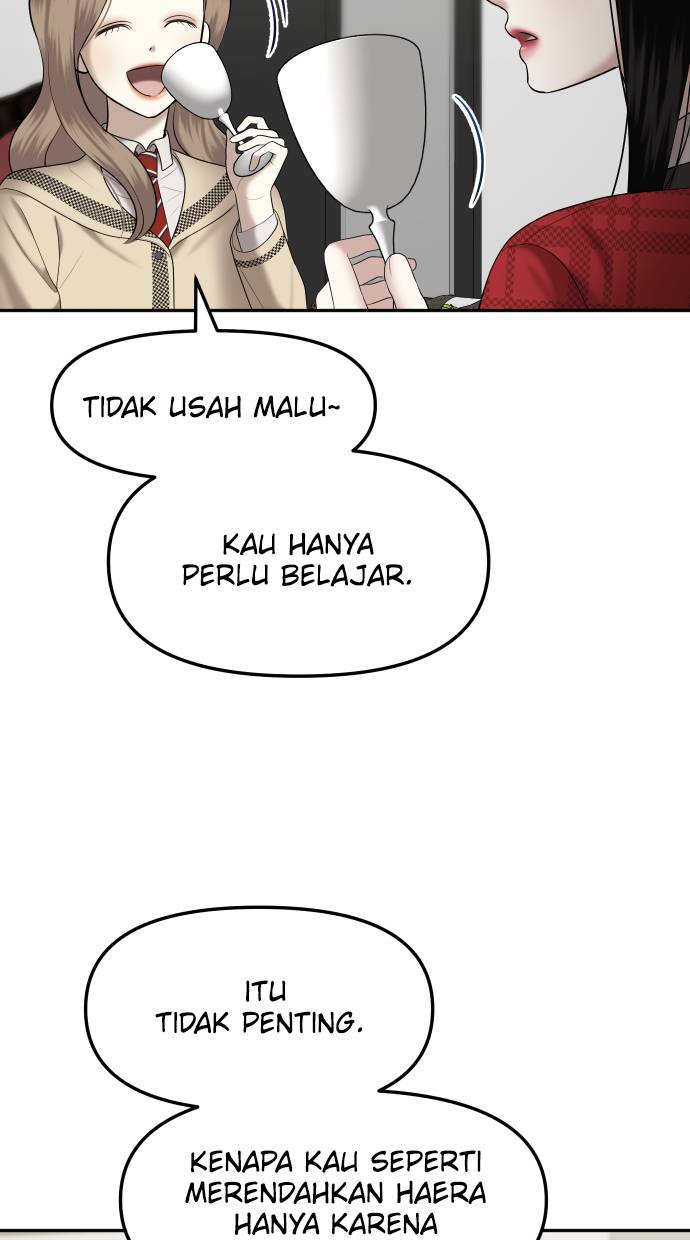 TIDAK USAH MALU~
KAU HANYA
PERLU BELAJAR.
ITU
TIDAK PENTING.
KENAPA KAU SEPERTI
MERENDAHKAN HAERA
HANYA KARENA